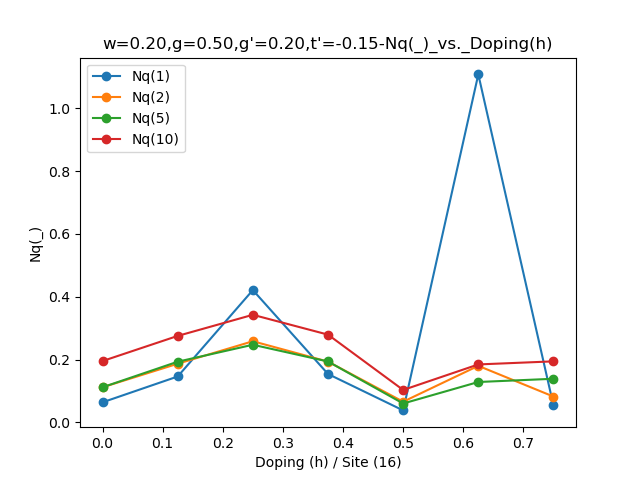 w=0.20,g=0.50,g'=0.20,t'=-0.15-Nq(_)_vs._Doping(h)
Nq(1)
Nq(2)
Nq(5)
Nq(10)
Nq(_)
1.0
0.8
0.6
0.4
0.2
0.0
0.0 0.1 0.2 0.3 0.4 0.5 0.6 0.7
Doping (h) / Site (16)